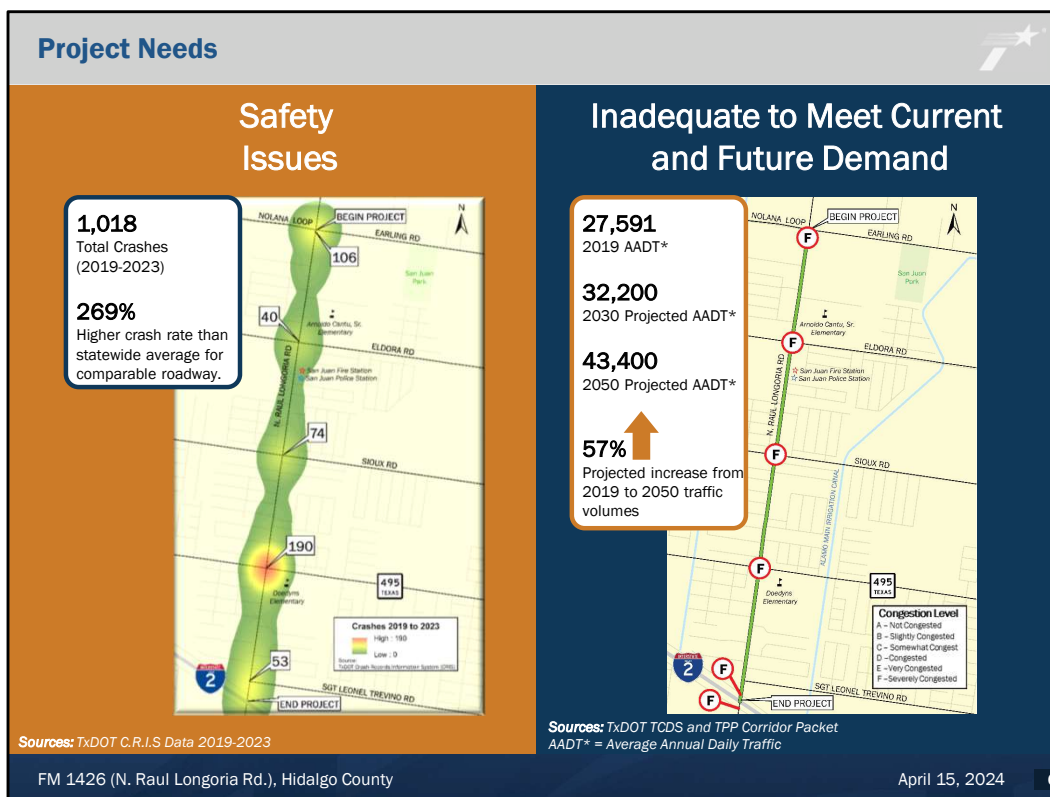 Project Needs
Safety
Issues
1,018
Total Crashes
(2019-2023)
269%
Higher crash rate than
statewide average for
comparable roadway.
NOLANA LOOP
BEGIN PROJECT
N
EARLING RD
106
San Juan
Park
40
Arnoldo Cantu, Sr.
Elementary
ELDORA RD
San Juan Fire Station
San Juan Police Station
N. RAUL LONGORIA RD
74
SIOUX RD
190
495
TEXAS
Doedyns
Elementary
Crashes 2019 to 2023
High : 190
Low : 0
Source:
TxDOT Crash Records Information System (CRIS)
53
INTERSTATE
2
SGT LEONEL TREVINO RD
END PROJECT
Sources: TxDOT C.R.I.S Data 2019-2023
Inadequate to Meet Current
and Future Demand
27,591
2019 AADT*
32,200
2030 Projected AADT*
43,400
2050 Projected AADT*
57%
Projected increase from
2019 to 2050 traffic
volumes
NOLANA LOOP
BEGIN PROJECT
N
F
EARLING RD
San Juan
Park
Arnoldo Cantu, Sr.
Elementary
F
ELDORA RD
San Juan Fire Station
San Juan Police Station
N. RAUL LONGORIA RD
F
SIOUX RD
ALAMO MAIN IRRIGATION CANAL
F
495
TEXAS
Doedyns
Elementary
Congestion Level
A – Not Congested
B – Slightly Congested
C – Somewhat Congest
D – Congested
E – Very Congested
F – Severely Congested
INTERSTATE
2
F
SGT LEONEL TREVINO RD
F
END PROJECT
Sources: TxDOT TCDS and TPP Corridor Packet
AADT* = Average Annual Daily Traffic
FM 1426 (N. Raul Longoria Rd.), Hidalgo County
April 15, 2024